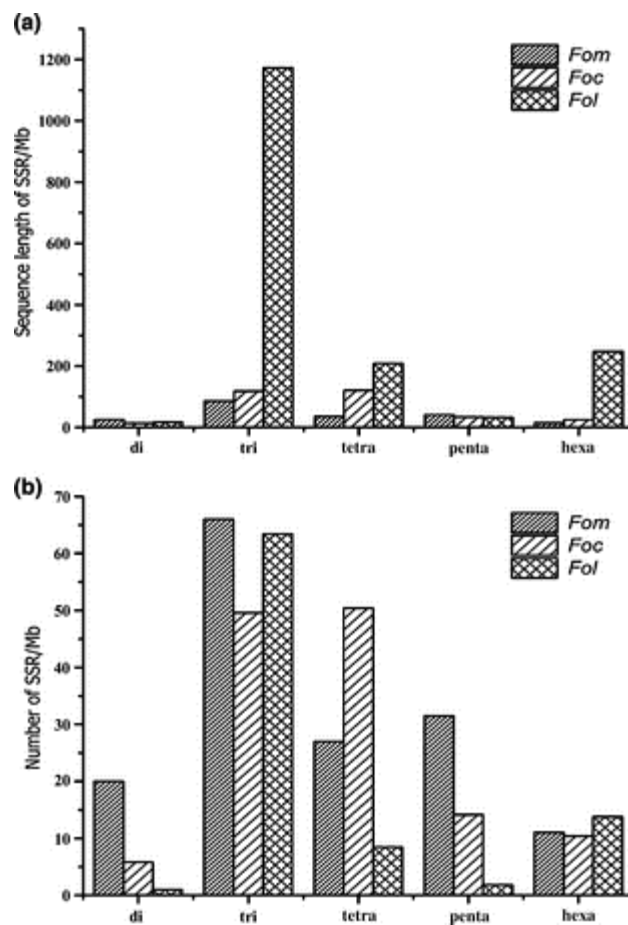 (a)
1200
1000
800
600
400
200
0
Sequence length of SSR/Mb
Fom
Foc
Fol
di tri tetra penta hexa
(b)
70
60
50
40
30
20
10
0
Number of SSR/Mb
Fom
Foc
Fol
di tri tetra penta hexa